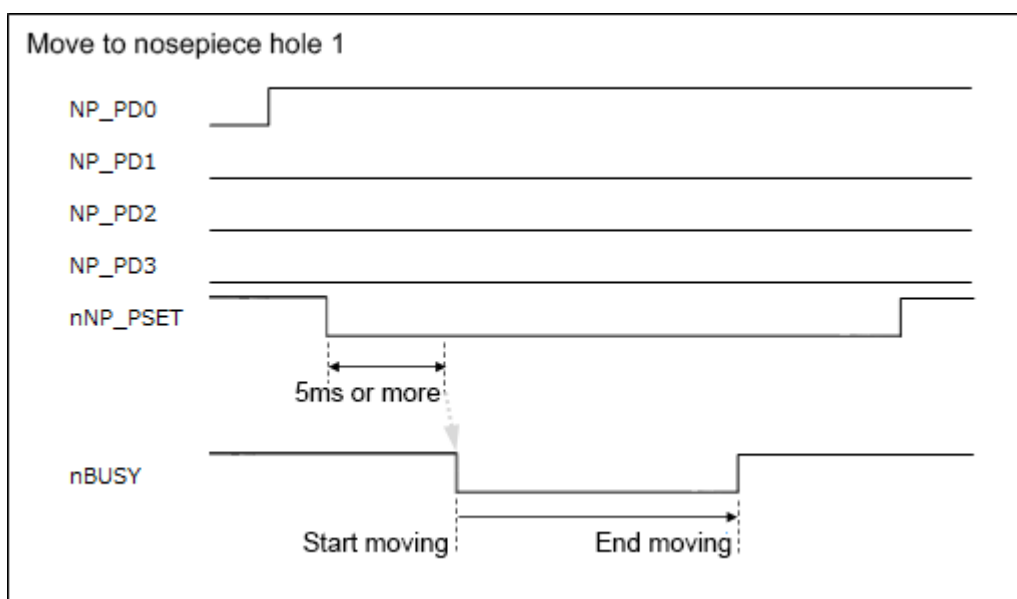 Move to nosepiece hole 1
NP_PD0
NP_PD1
NP_PD2
NP_PD3
nNP_PSET
5ms or more
nBUSY
Start moving
End moving